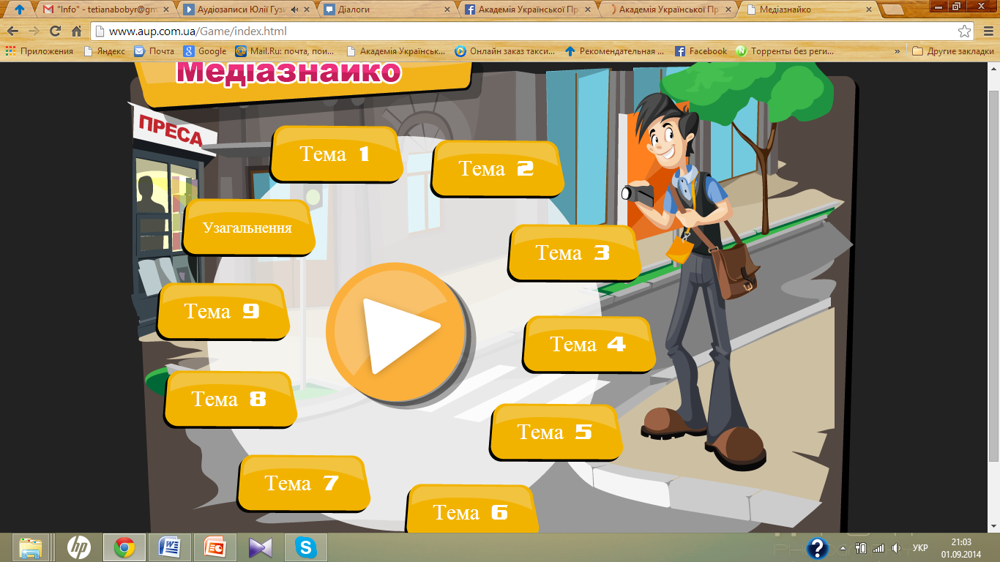 "Info" - tetianabobyr@gm
Аудіозаписи Юлії Гузи
Діалоги
Академія Української Пр
Академія Української Пр
Медіазнайко
www.aup.com.ua/Game/index.html
Приложения
Яндекс
Почта
Google
Mail.Ru: почта, пои...
Академія Українськ...
Онлайн заказ такси...
Рекомендательная ...
Facebook
Торренты без реги...
»
Другие закладки
Медіазнайко
ПРЕСА
Тема 1
Тема 2
Узагальнення
Тема 3
Тема 9
Тема 4
Тема 8
Тема 5
Тема 7
Тема 6
УКР
21:03
01.09.2014